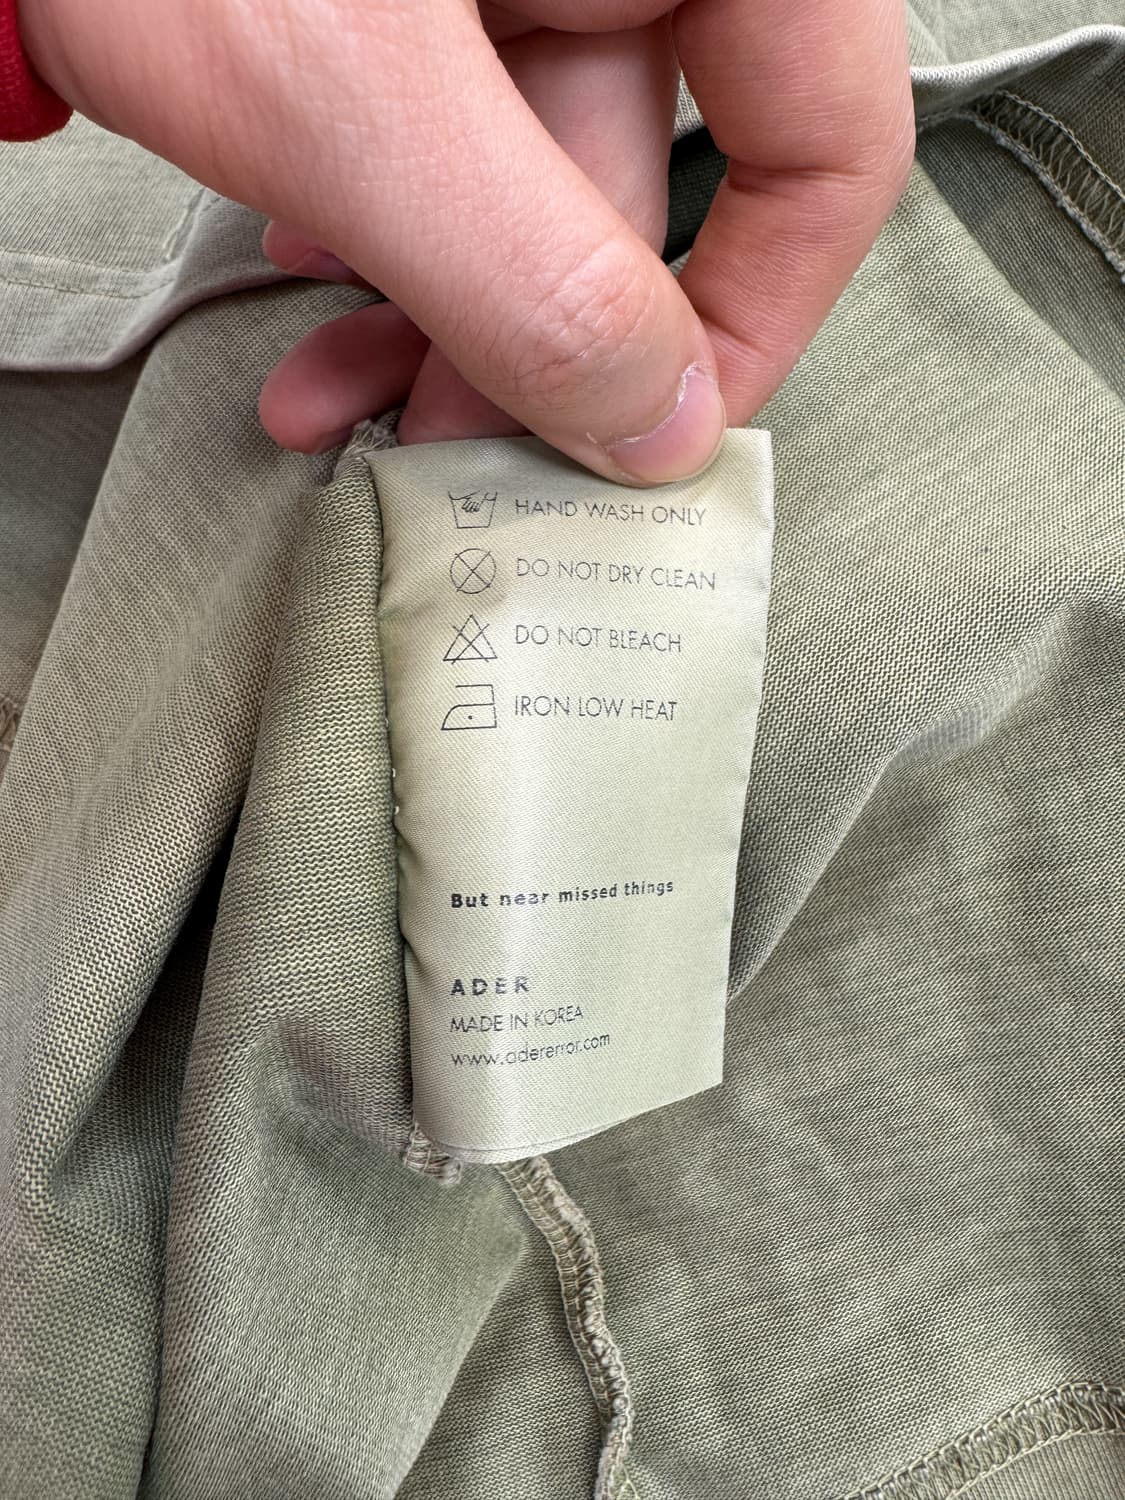 HAND WASH ONLY
DO NOT DRY CLEAN
DO NOT BLEACH
IRON LOW HEAT
But near missed things
ADER
MADE IN KOREA
www.adererror.com